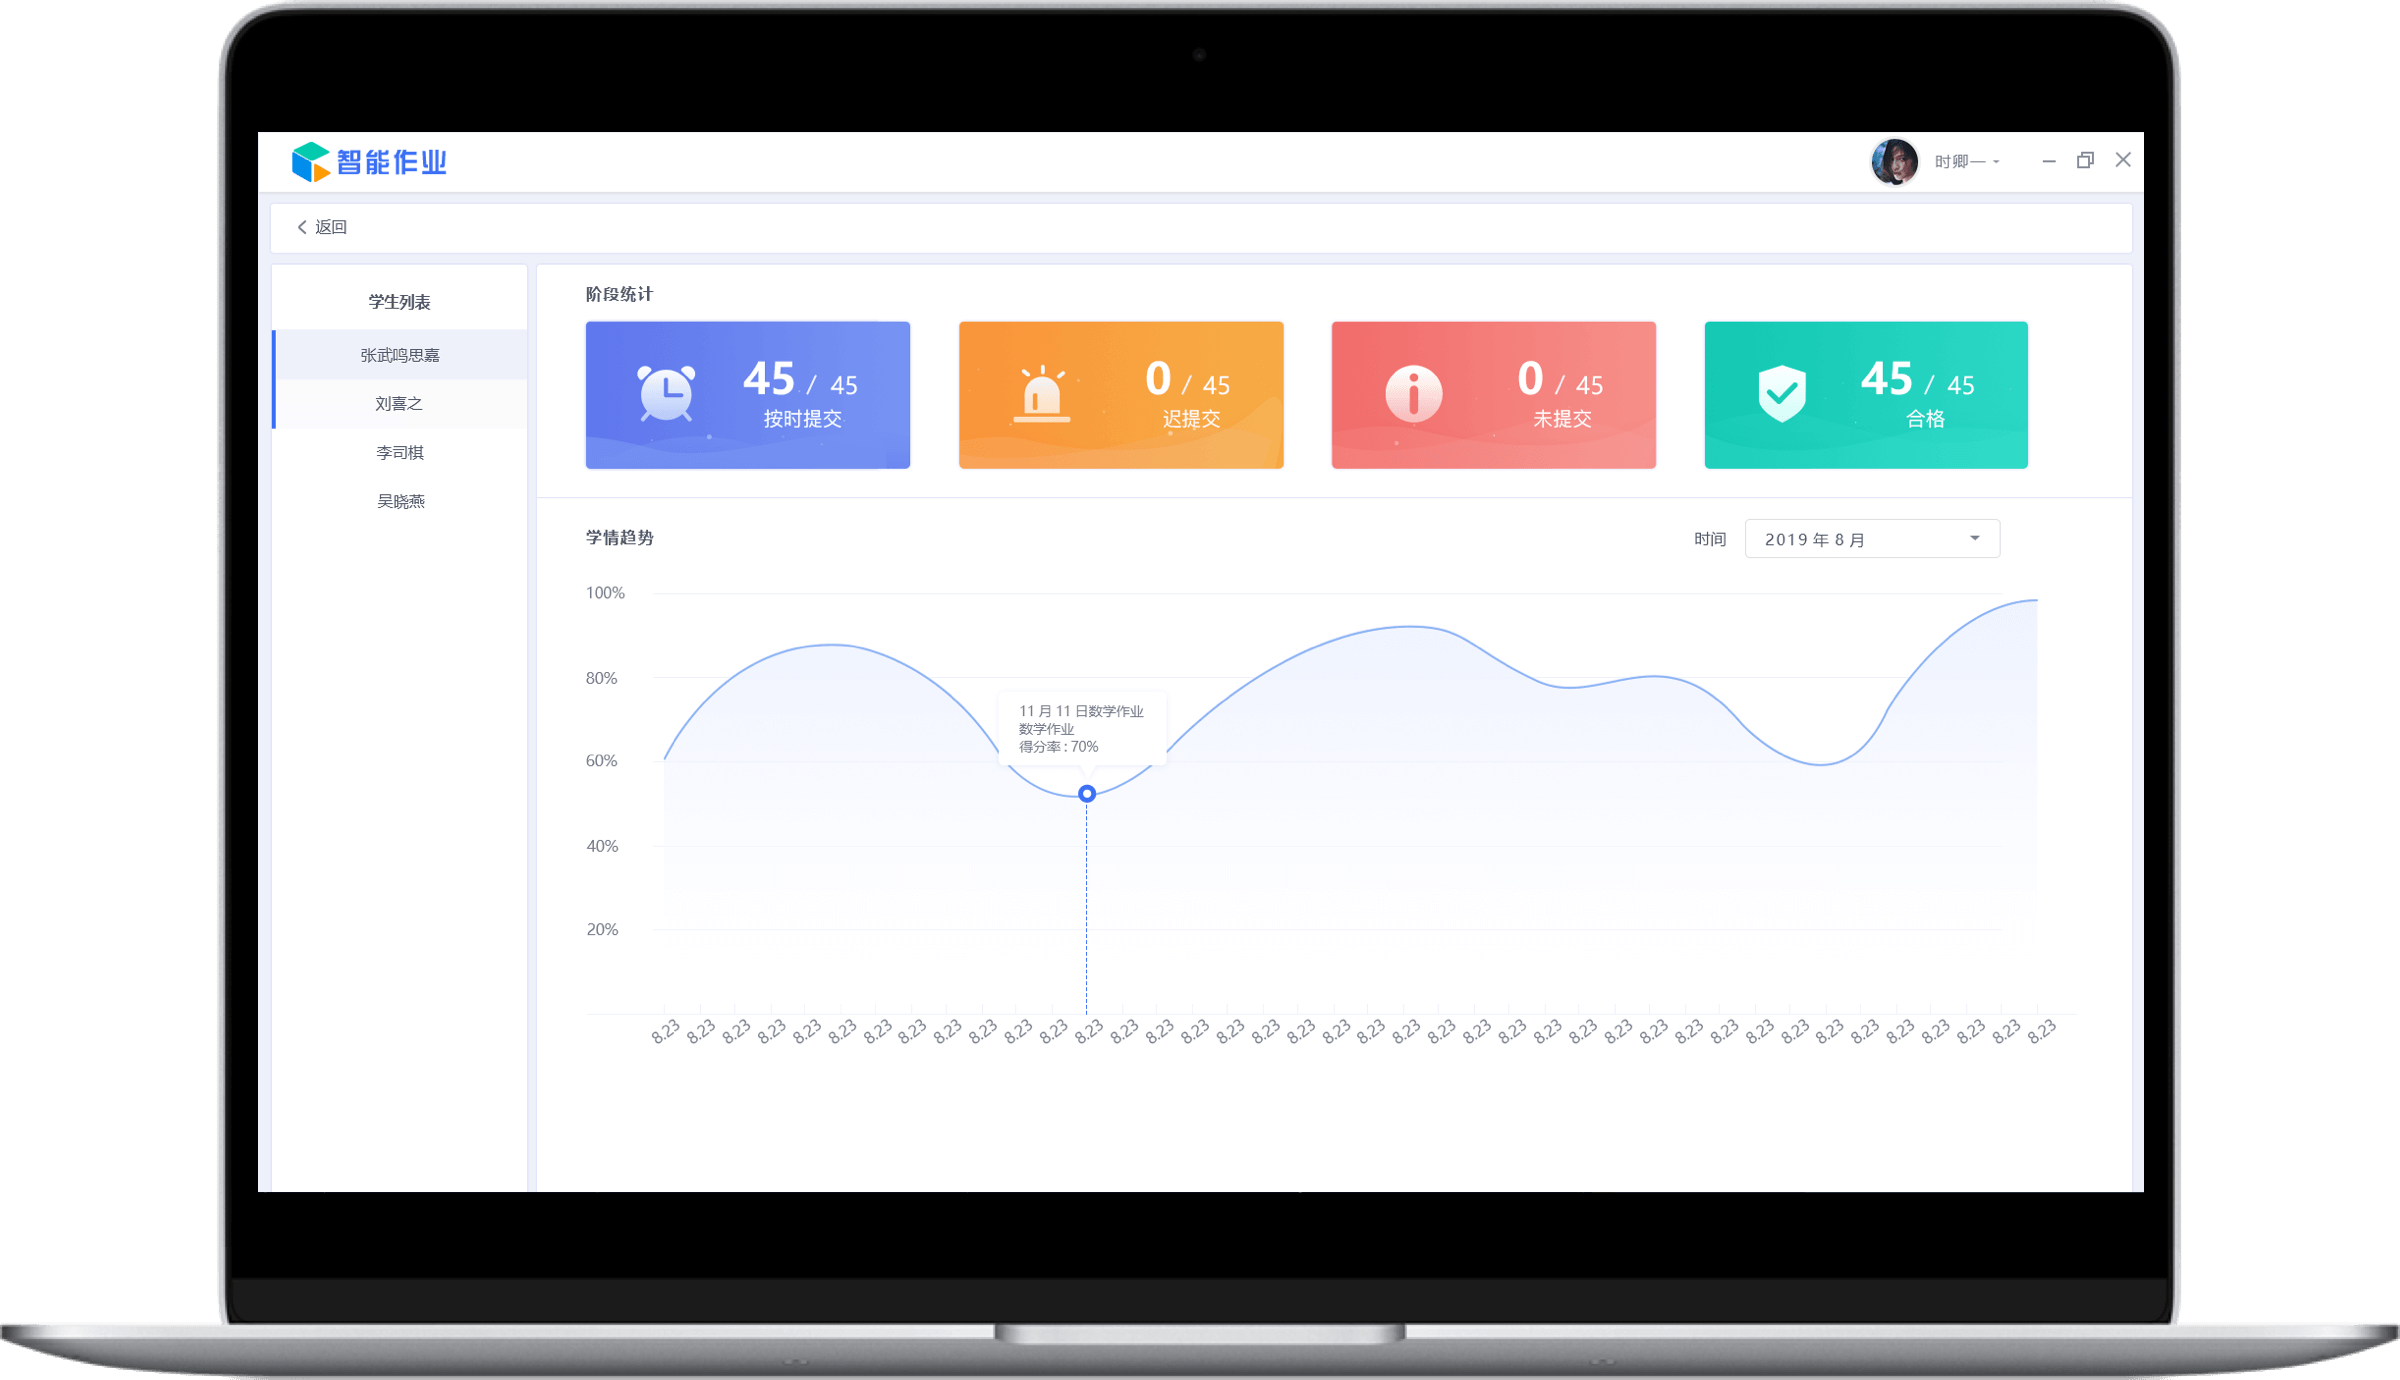 智能作业
时卿一
返回
学生列表
张武鸣思嘉
刘喜之
李司棋
吴晓燕
阶段统计
45 / 45
按时提交
0 / 45
迟提交
0 / 45
未提交
45 / 45
合格
学情趋势
时间
2019 年 8 月
100%
80%
60%
40%
20%
11 月 11 日数学作业
数学作业
得分率 : 70%
8.23 8.23 8.23 8.23 8.23 8.23 8.23 8.23 8.23 8.23 8.23 8.23 8.23 8.23 8.23 8.23 8.23 8.23 8.23 8.23 8.23 8.23 8.23 8.23 8.23 8.23 8.23 8.23 8.23 8.23 8.23 8.23 8.23 8.23 8.23 8.23 8.23 8.23 8.23 8.23